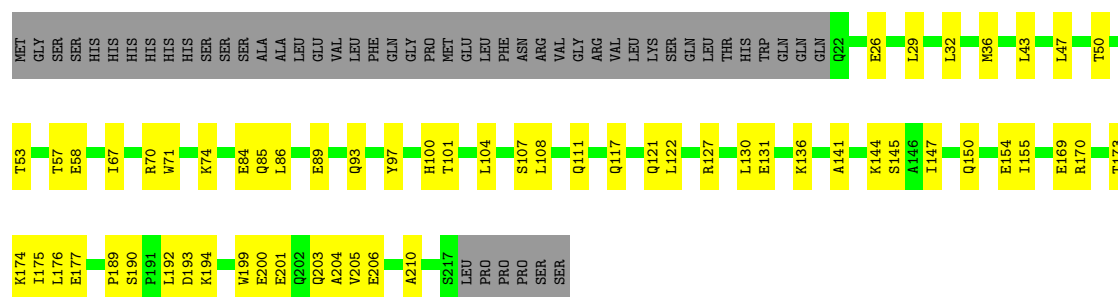 MET GLY SER SER HIS HIS HIS HIS HIS HIS SER SER SER ALA ALA LEU GLU VAL LEU PHE GLN GLY PRO MET GLU LEU PHE ASN ARG VAL GLY ARG VAL LEU LYS SER GLN LEU THR HIS TRP GLN GLN GLN Q22 E26 L29 L32 M36 L43 L47 T50
T53 T57 E58 I67 R70 W71 K74 E84 Q85 L86 E89 Q93 Y97 H100 T101 L104 S107 L108 Q111 Q117 Q121 L122 R127 L130 E131 K136 A141 K144 S145 A146 I147 Q150 E154 I155 E169 R170 T173
K174 I175 L176 E177 P189 S190 P191 L192 D193 K194 W199 E200 E201 Q202 Q203 A204 V205 E206 A210 S217 LEU PRO PRO PRO SER SER